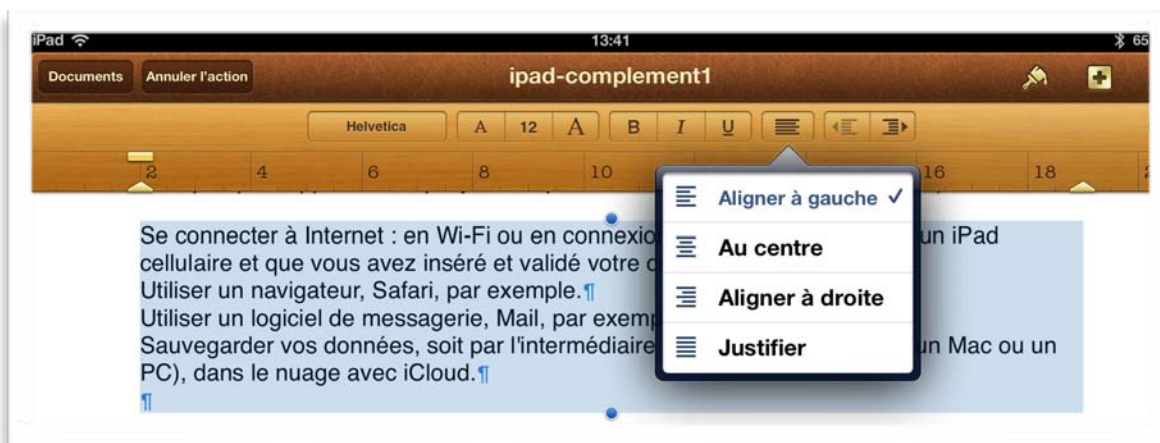 iPad 13:41 65
Documents Annuler l'action ipad-complement1
Helvetica A 12 A B I U
2 4 6 8 10 16 18
Aligner à gauche ✓
Au centre
Aligner à droite
Justifier
Se connecter à Internet : en Wi-Fi ou en un iPad
cellulaire et que vous avez inséré et validé votre
Utiliser un navigateur, Safari, par exemple.¶
Utiliser un logiciel de messagerie, Mail, par
Sauvegarder vos données, soit par l'intermédiaire un Mac ou un
PC), dans le nuage avec iCloud.¶
¶